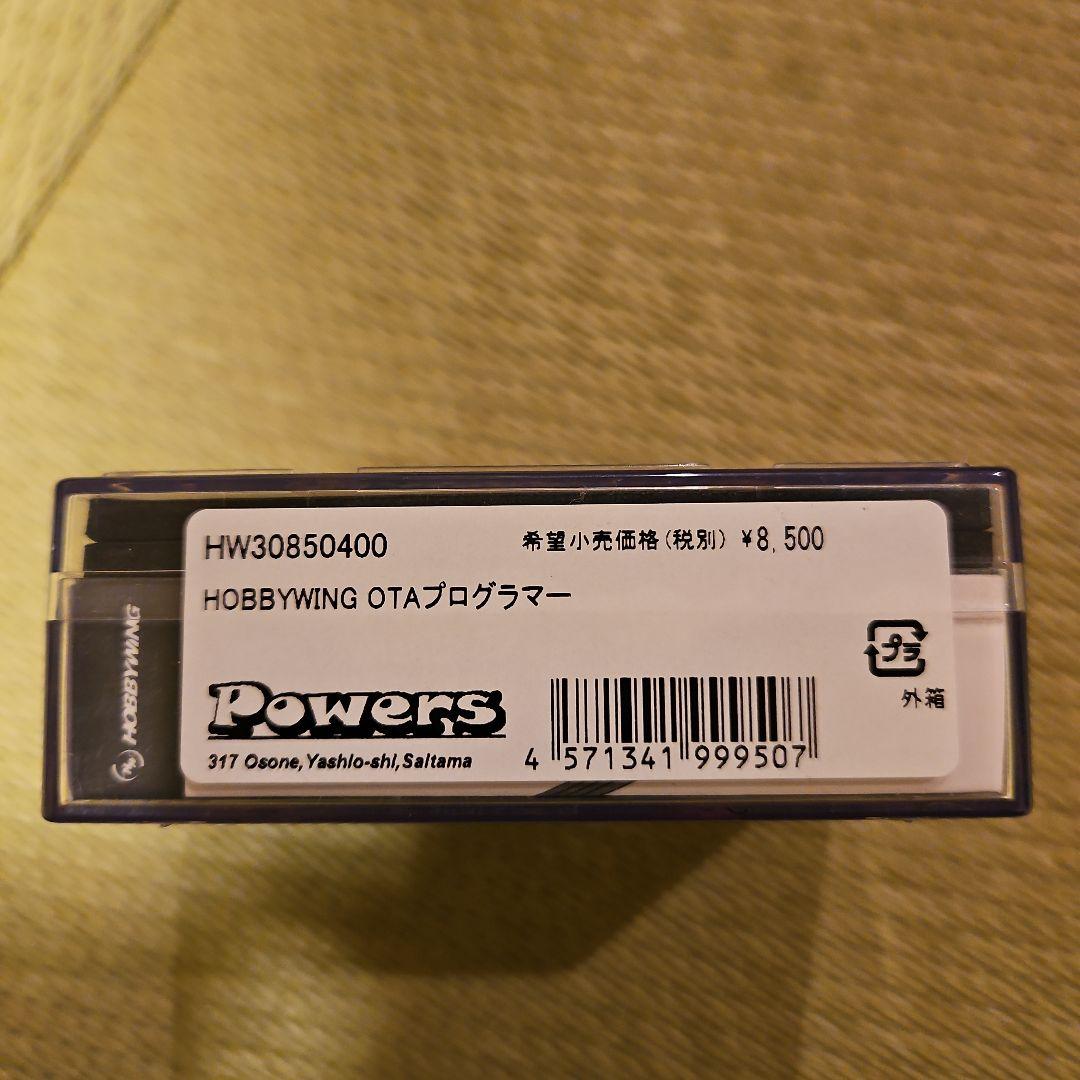 HW30850400 希望小売価格(税別) ¥8,500
HOBBYWING OTAプログラマー
HOBBYWING
プラ
外箱
Powers
317 Osone,Yashio-shi,Saitama
4 571341 999507